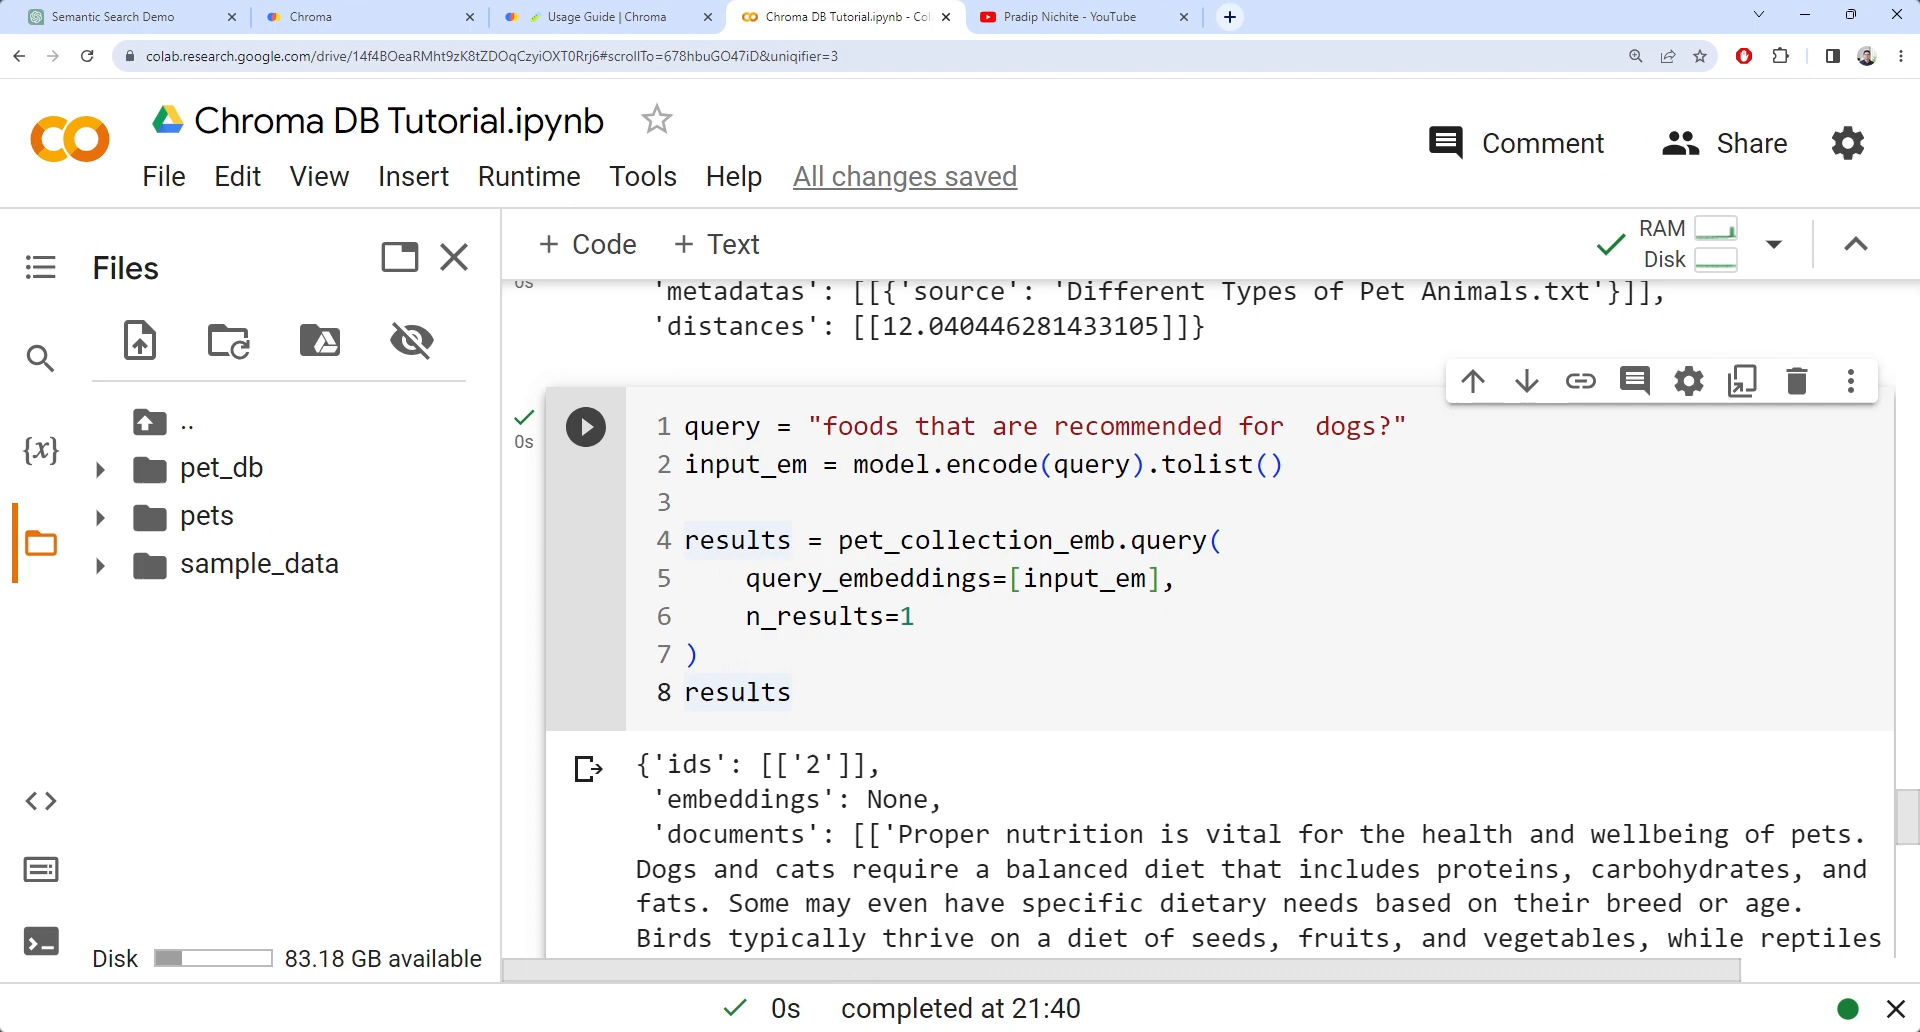 Semantic Search Demo
Chroma
Usage Guide | Chroma
Chroma DB Tutorial.ipynb - Col
Pradip Nichite - YouTube
colab.research.google.com/drive/14f4BOeaRMht9zK8tZDOqCzyiOXT0Rrj6#scrollTo=678hbuGO47iD&uniqifier=3
Chroma DB Tutorial.ipynb
Comment
Share
File Edit View Insert Runtime Tools Help All changes saved
Files
+ Code + Text
RAM
Disk
0s
'metadatas': [[{'source': 'Different Types of Pet Animals.txt'}]],
'distances': [[12.040446281433105]]}
..
pet_db
pets
sample_data
{x}
0s
1 query = "foods that are recommended for  dogs?"
2 input_em = model.encode(query).tolist()
3
4 results = pet_collection_emb.query(
5     query_embeddings=[input_em],
6     n_results=1
7 )
8 results
{'ids': [['2']],
'embeddings': None,
'documents': [['Proper nutrition is vital for the health and wellbeing of pets.
Dogs and cats require a balanced diet that includes proteins, carbohydrates, and
fats. Some may even have specific dietary needs based on their breed or age.
Birds typically thrive on a diet of seeds, fruits, and vegetables, while reptiles
Disk 83.18 GB available
0s completed at 21:40